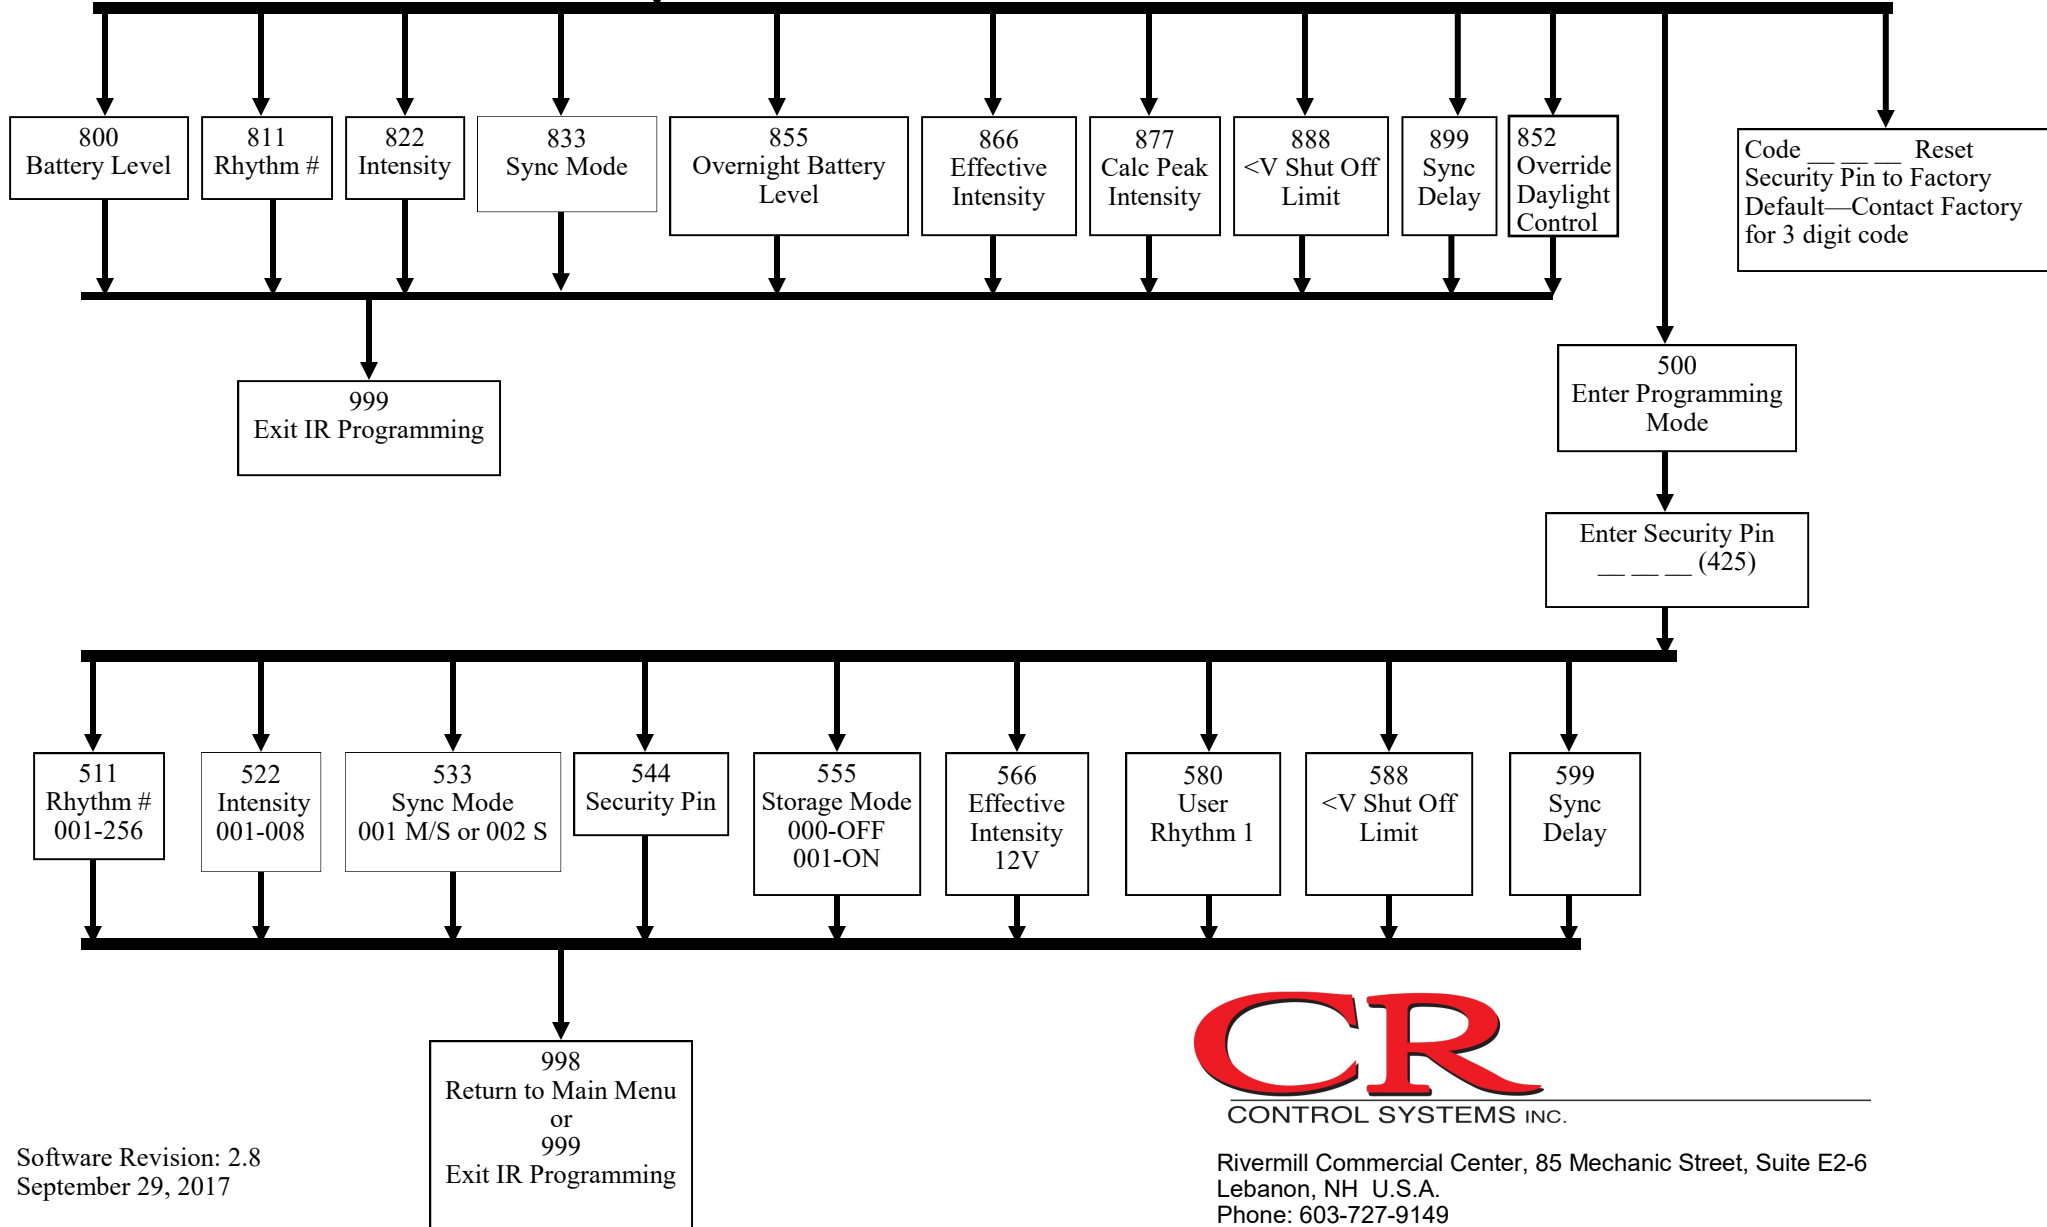 800
Battery Level
811
Rhythm #
822
Intensity
833
Sync Mode
855
Overnight Battery
Level
866
Effective
Intensity
877
Calc Peak
Intensity
888
<V Shut Off
Limit
899
Sync
Delay
852
Override
Daylight
Control
Code __ __ __ Reset
Security Pin to Factory
Default—Contact Factory
for 3 digit code
999
Exit IR Programming
500
Enter Programming
Mode
Enter Security Pin
__ __ __ (425)
511
Rhythm #
001-256
522
Intensity
001-008
533
Sync Mode
001 M/S or 002 S
544
Security Pin
555
Storage Mode
000-OFF
001-ON
566
Effective
Intensity
12V
580
User
Rhythm 1
588
<V Shut Off
Limit
599
Sync
Delay
998
Return to Main Menu
or
999
Exit IR Programming
Software Revision: 2.8
September 29, 2017
CR
CONTROL SYSTEMS INC.
Rivermill Commercial Center, 85 Mechanic Street, Suite E2-6
Lebanon, NH U.S.A.
Phone: 603-727-9149